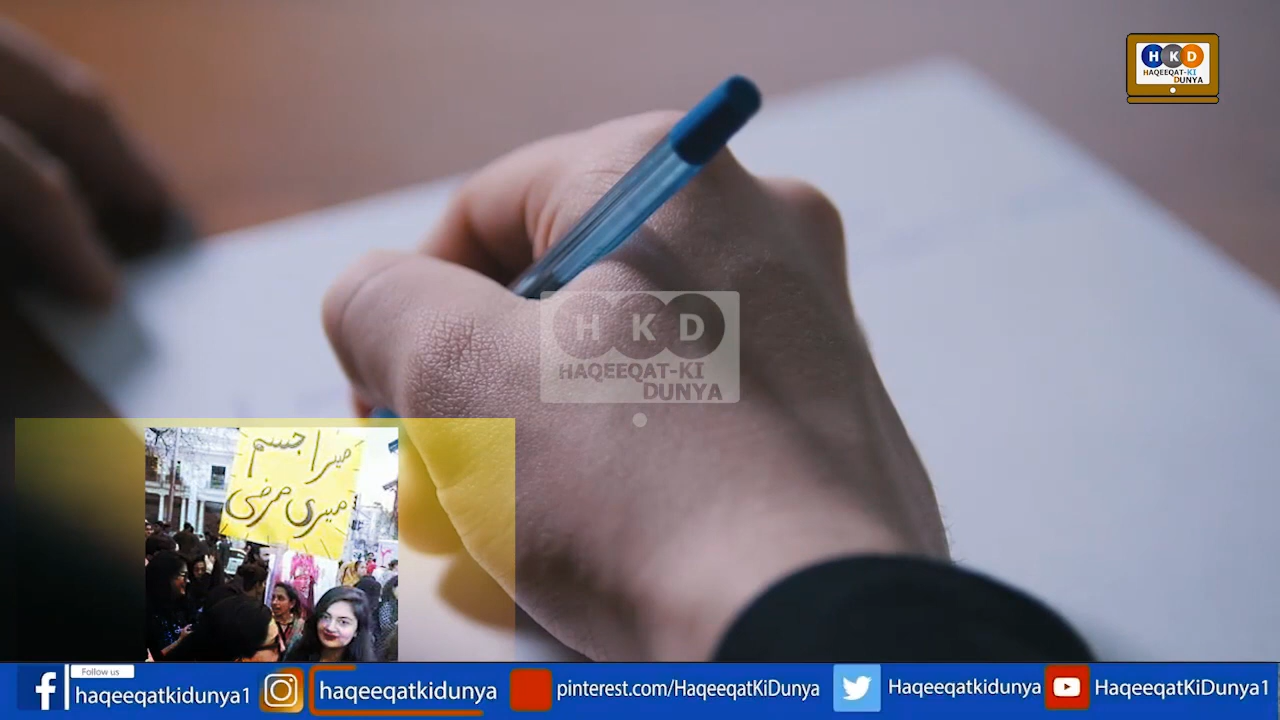 H K D
HAQEEQAT-KI
DUNYA
H K D
HAQEEQAT-KI
DUNYA
میرا جسم
میری مرضی
Follow us
haqeeqatkidunya1
haqeeqatkidunya
pinterest.com/HaqeeqatKiDunya
Haqeeqatkidunya
HaqeeqatKiDunya1